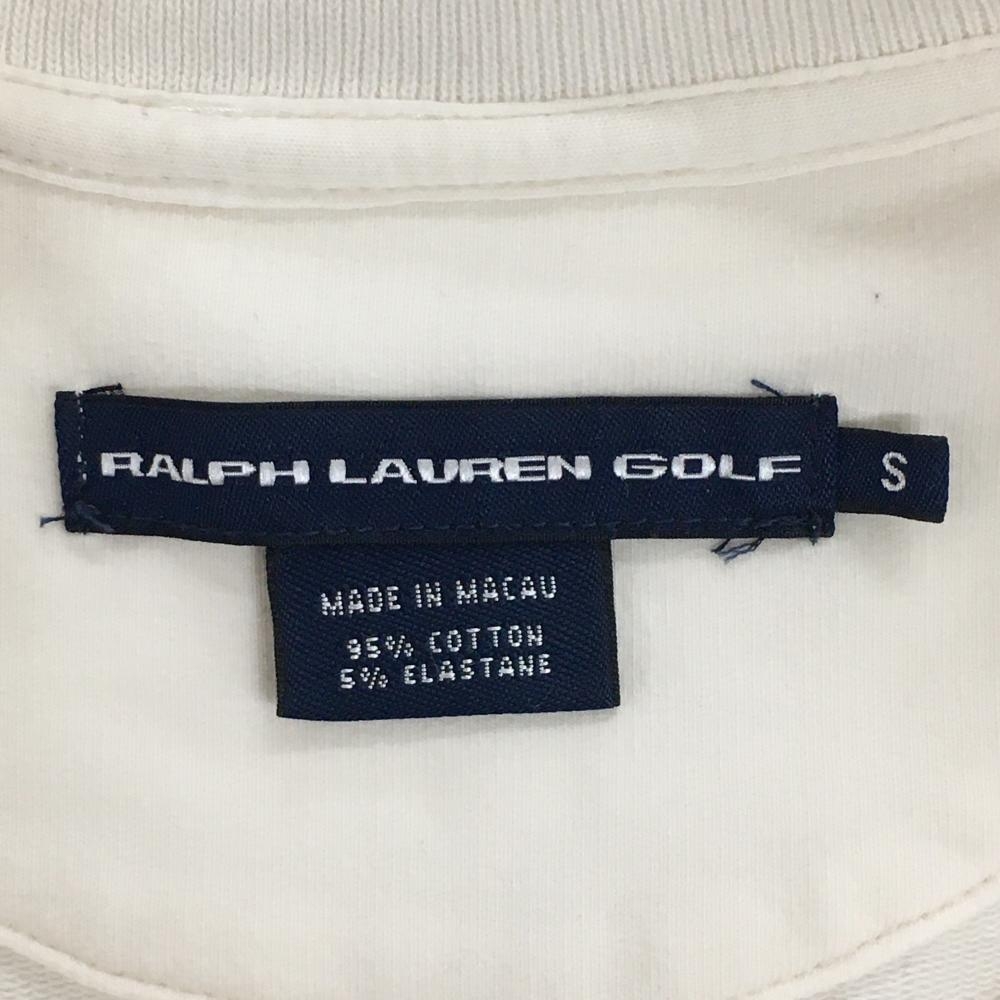 RALPH LAUREN GOLF
S
MADE IN MACAU
95% COTTON
5% ELASTANE